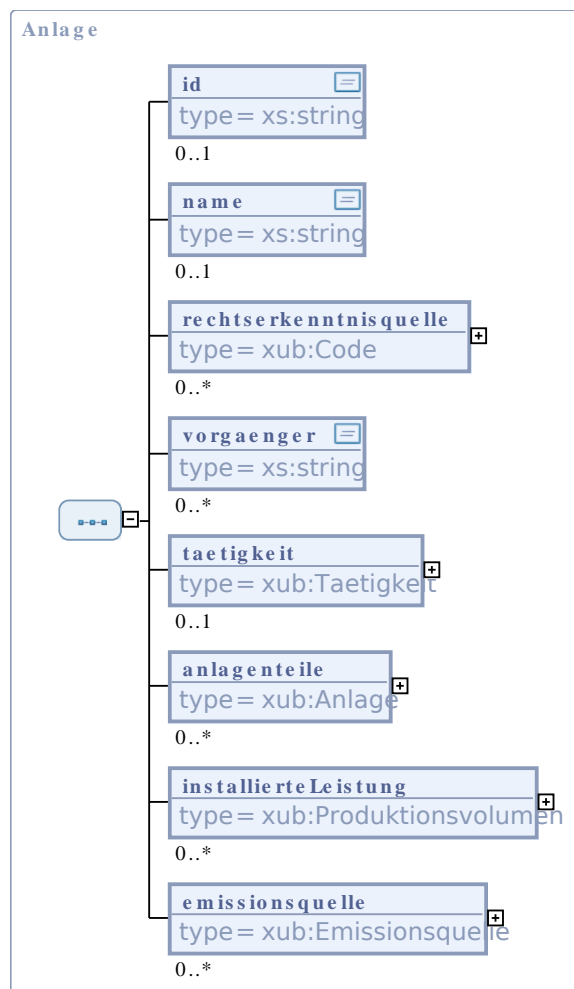 Anlage
id
type= xs:string
0..1
name
type= xs:string
0..1
rechtserkenntnisquelle
type= xub:Code
0..*
vorgaenger
type= xs:string
0..*
taetigkeit
type= xub:Taetigkeit
0..1
anlagenteile
type= xub:Anlage
0..*
installierteLeistung
type= xub:Produktionsvolumen
0..*
emissionsquelle
type= xub:Emissionsquelle
0..*